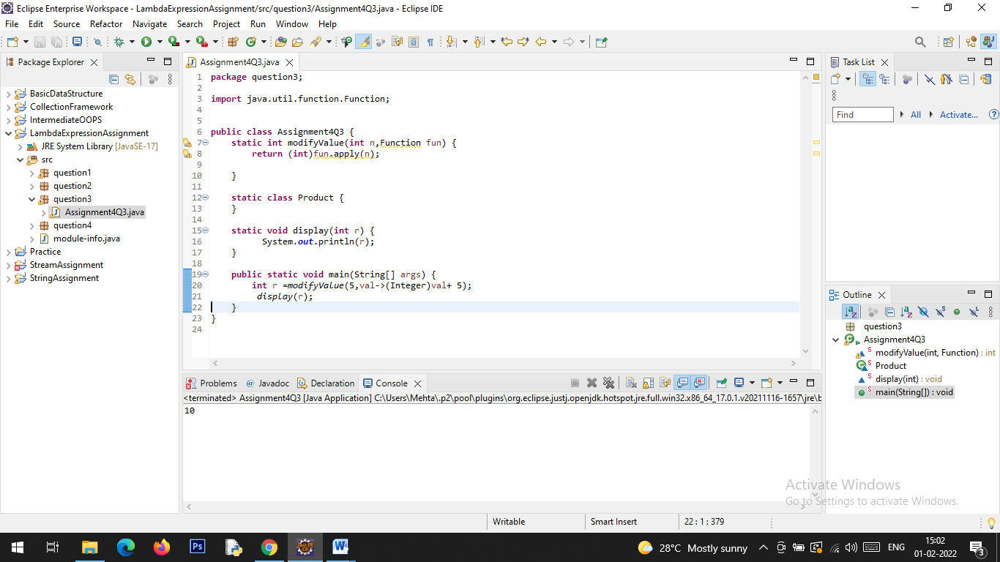 Eclipse Enterprise Workspace - LambdaExpressionAssignment/src/question3/Assignment4Q3.java - Eclipse IDE
File Edit Source Refactor Navigate Search Project Run Window Help
Package Explorer
BasicDataStructure
CollectionFramework
IntermediateOOPS
LambdaExpressionAssignment
JRE System Library [JavaSE-17]
src
question1
question2
question3
Assignment4Q3.java
question4
module-info.java
Practice
StreamAssignment
StringAssignment
Assignment4Q3.java
1 package question3;
2
3 import java.util.function.Function;
4
5
6 public class Assignment4Q3 {
7 static int modifyValue(int n,Function fun) {
8 return (int)fun.apply(n);
9
10 }
11
12 static class Product {
13 }
14
15 static void display(int r) {
16 System.out.println(r);
17 }
18
19 public static void main(String[] args) {
20 int r =modifyValue(5,val->(Integer)val+ 5);
21 display(r);
22 }
23 }
24
Problems @ Javadoc Declaration Console
<terminated> Assignment4Q3 [Java Application] C:\Users\Mehta\.p2\pool\plugins\org.eclipse.justj.openjdk.hotspot.jre.full.win32.x86_64_17.0.1.v20211116-1657\jre\b
10
Task List
Find All Activate...
Outline
question3
Assignment4Q3
modifyValue(int, Function) : int
Product
display(int) : void
main(String[]) : void
Activate Windows
Go to Settings to activate Windows.
Writable Smart Insert 22 : 1 : 379
28°C Mostly sunny ENG 15:02
01-02-2022
3